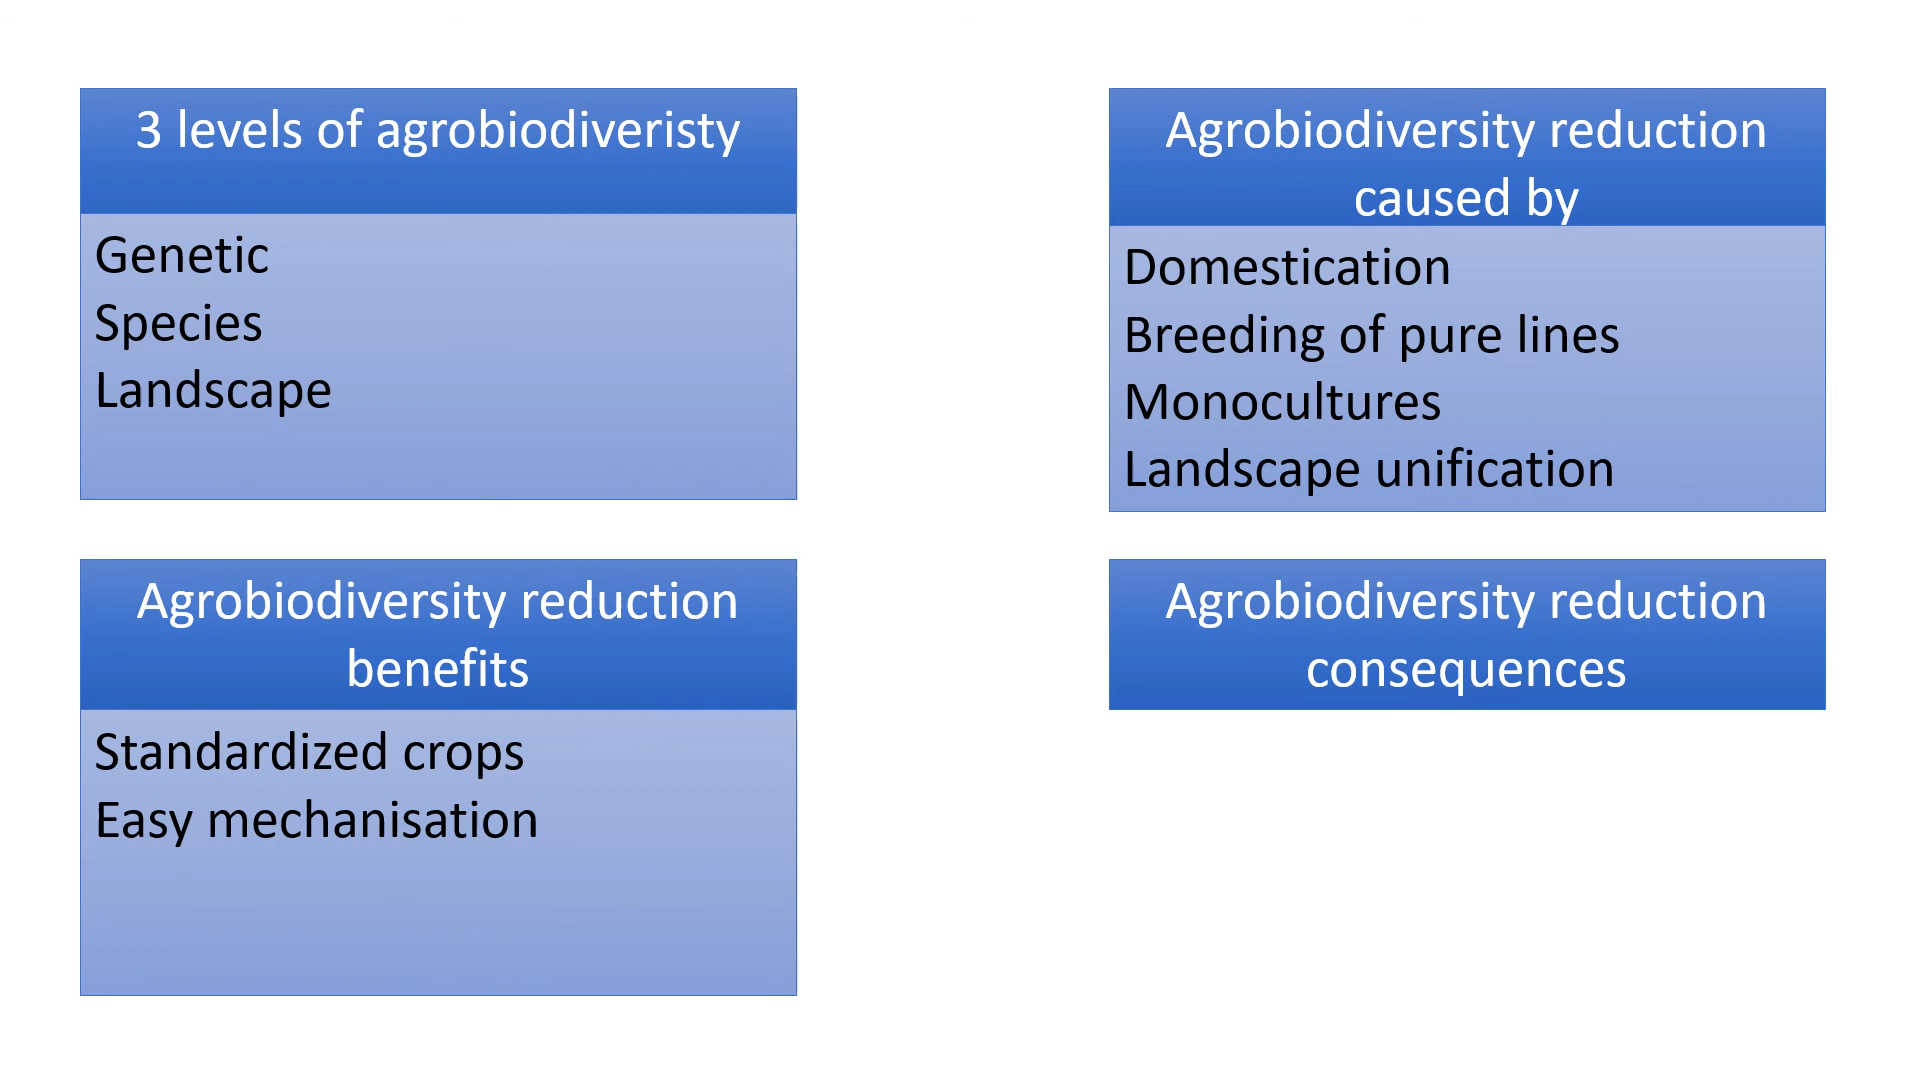 3 levels of agrobiodiveristy
Genetic
Species
Landscape
Agrobiodiversity reduction
caused by
Domestication
Breeding of pure lines
Monocultures
Landscape unification
Agrobiodiversity reduction
benefits
Standardized crops
Easy mechanisation
Agrobiodiversity reduction
consequences